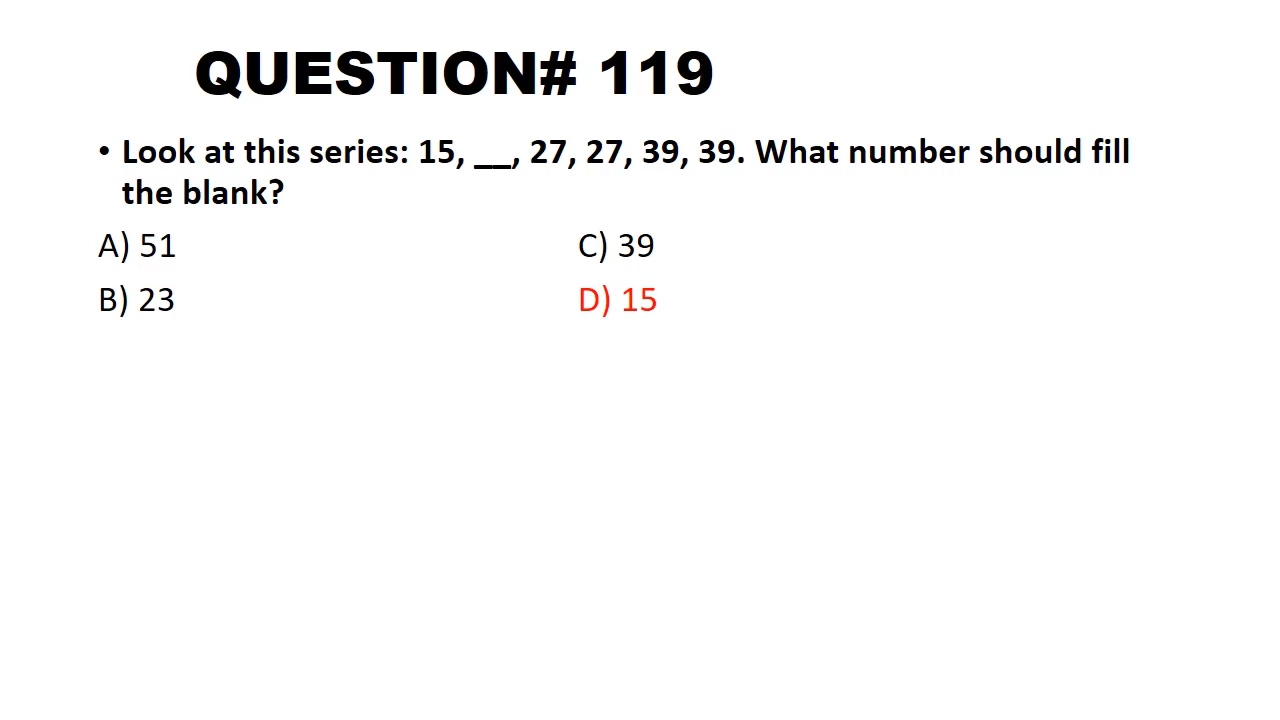 QUESTION# 119
• Look at this series: 15, __, 27, 27, 39, 39. What number should fill
the blank?
A) 51 C) 39
B) 23 D) 15